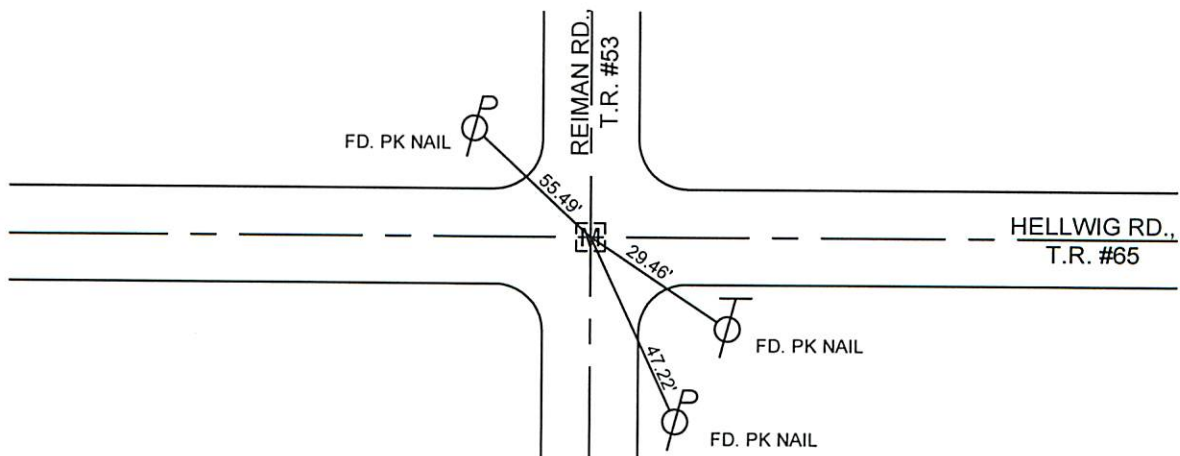 REIMAN RD.,
T.R. #53
P
FD. PK NAIL
55.49'
M
HELLWIG RD.,
T.R. #65
29.46'
T
FD. PK NAIL
47.22'
P
FD. PK NAIL